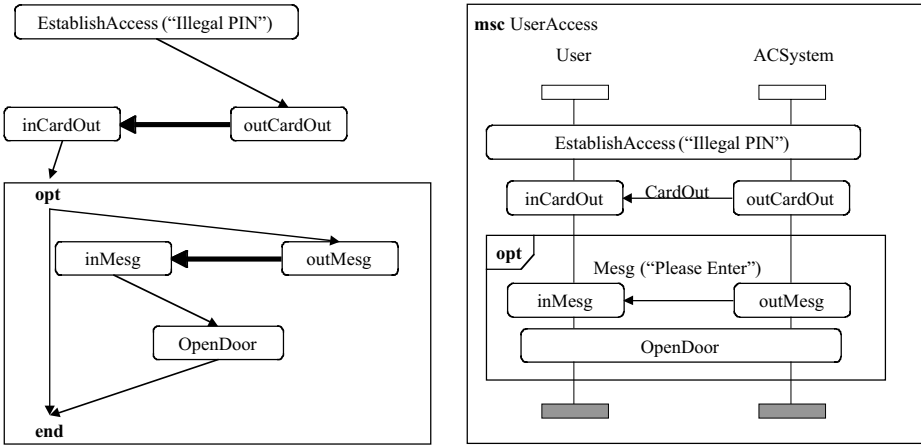 EstablishAccess (“Illegal PIN”)
inCardOut
outCardOut
opt
inMesg
outMesg
OpenDoor
end
msc UserAccess
User
ACSystem
EstablishAccess (“Illegal PIN”)
CardOut
inCardOut
outCardOut
opt
Mesg (“Please Enter”)
inMesg
outMesg
OpenDoor